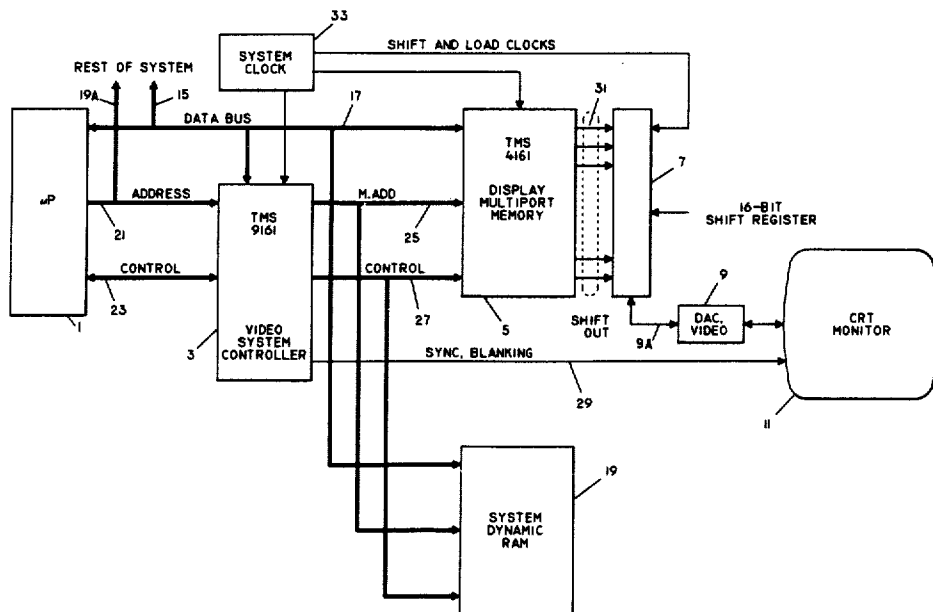 33
SYSTEM
CLOCK
SHIFT AND LOAD CLOCKS
REST OF SYSTEM
19A
15
17
31
DATA BUS
µP
TMS
4161
DISPLAY
MULTIPORT
MEMORY
7
ADDRESS
21
TMS
9161
M.ADD
25
16-BIT
SHIFT REGISTER
CONTROL
23
CONTROL
27
1
3
VIDEO
SYSTEM
CONTROLLER
5
SHIFT
OUT
9A
9
DAC,
VIDEO
CRT
MONITOR
SYNC, BLANKING
29
11
19
SYSTEM
DYNAMIC
RAM